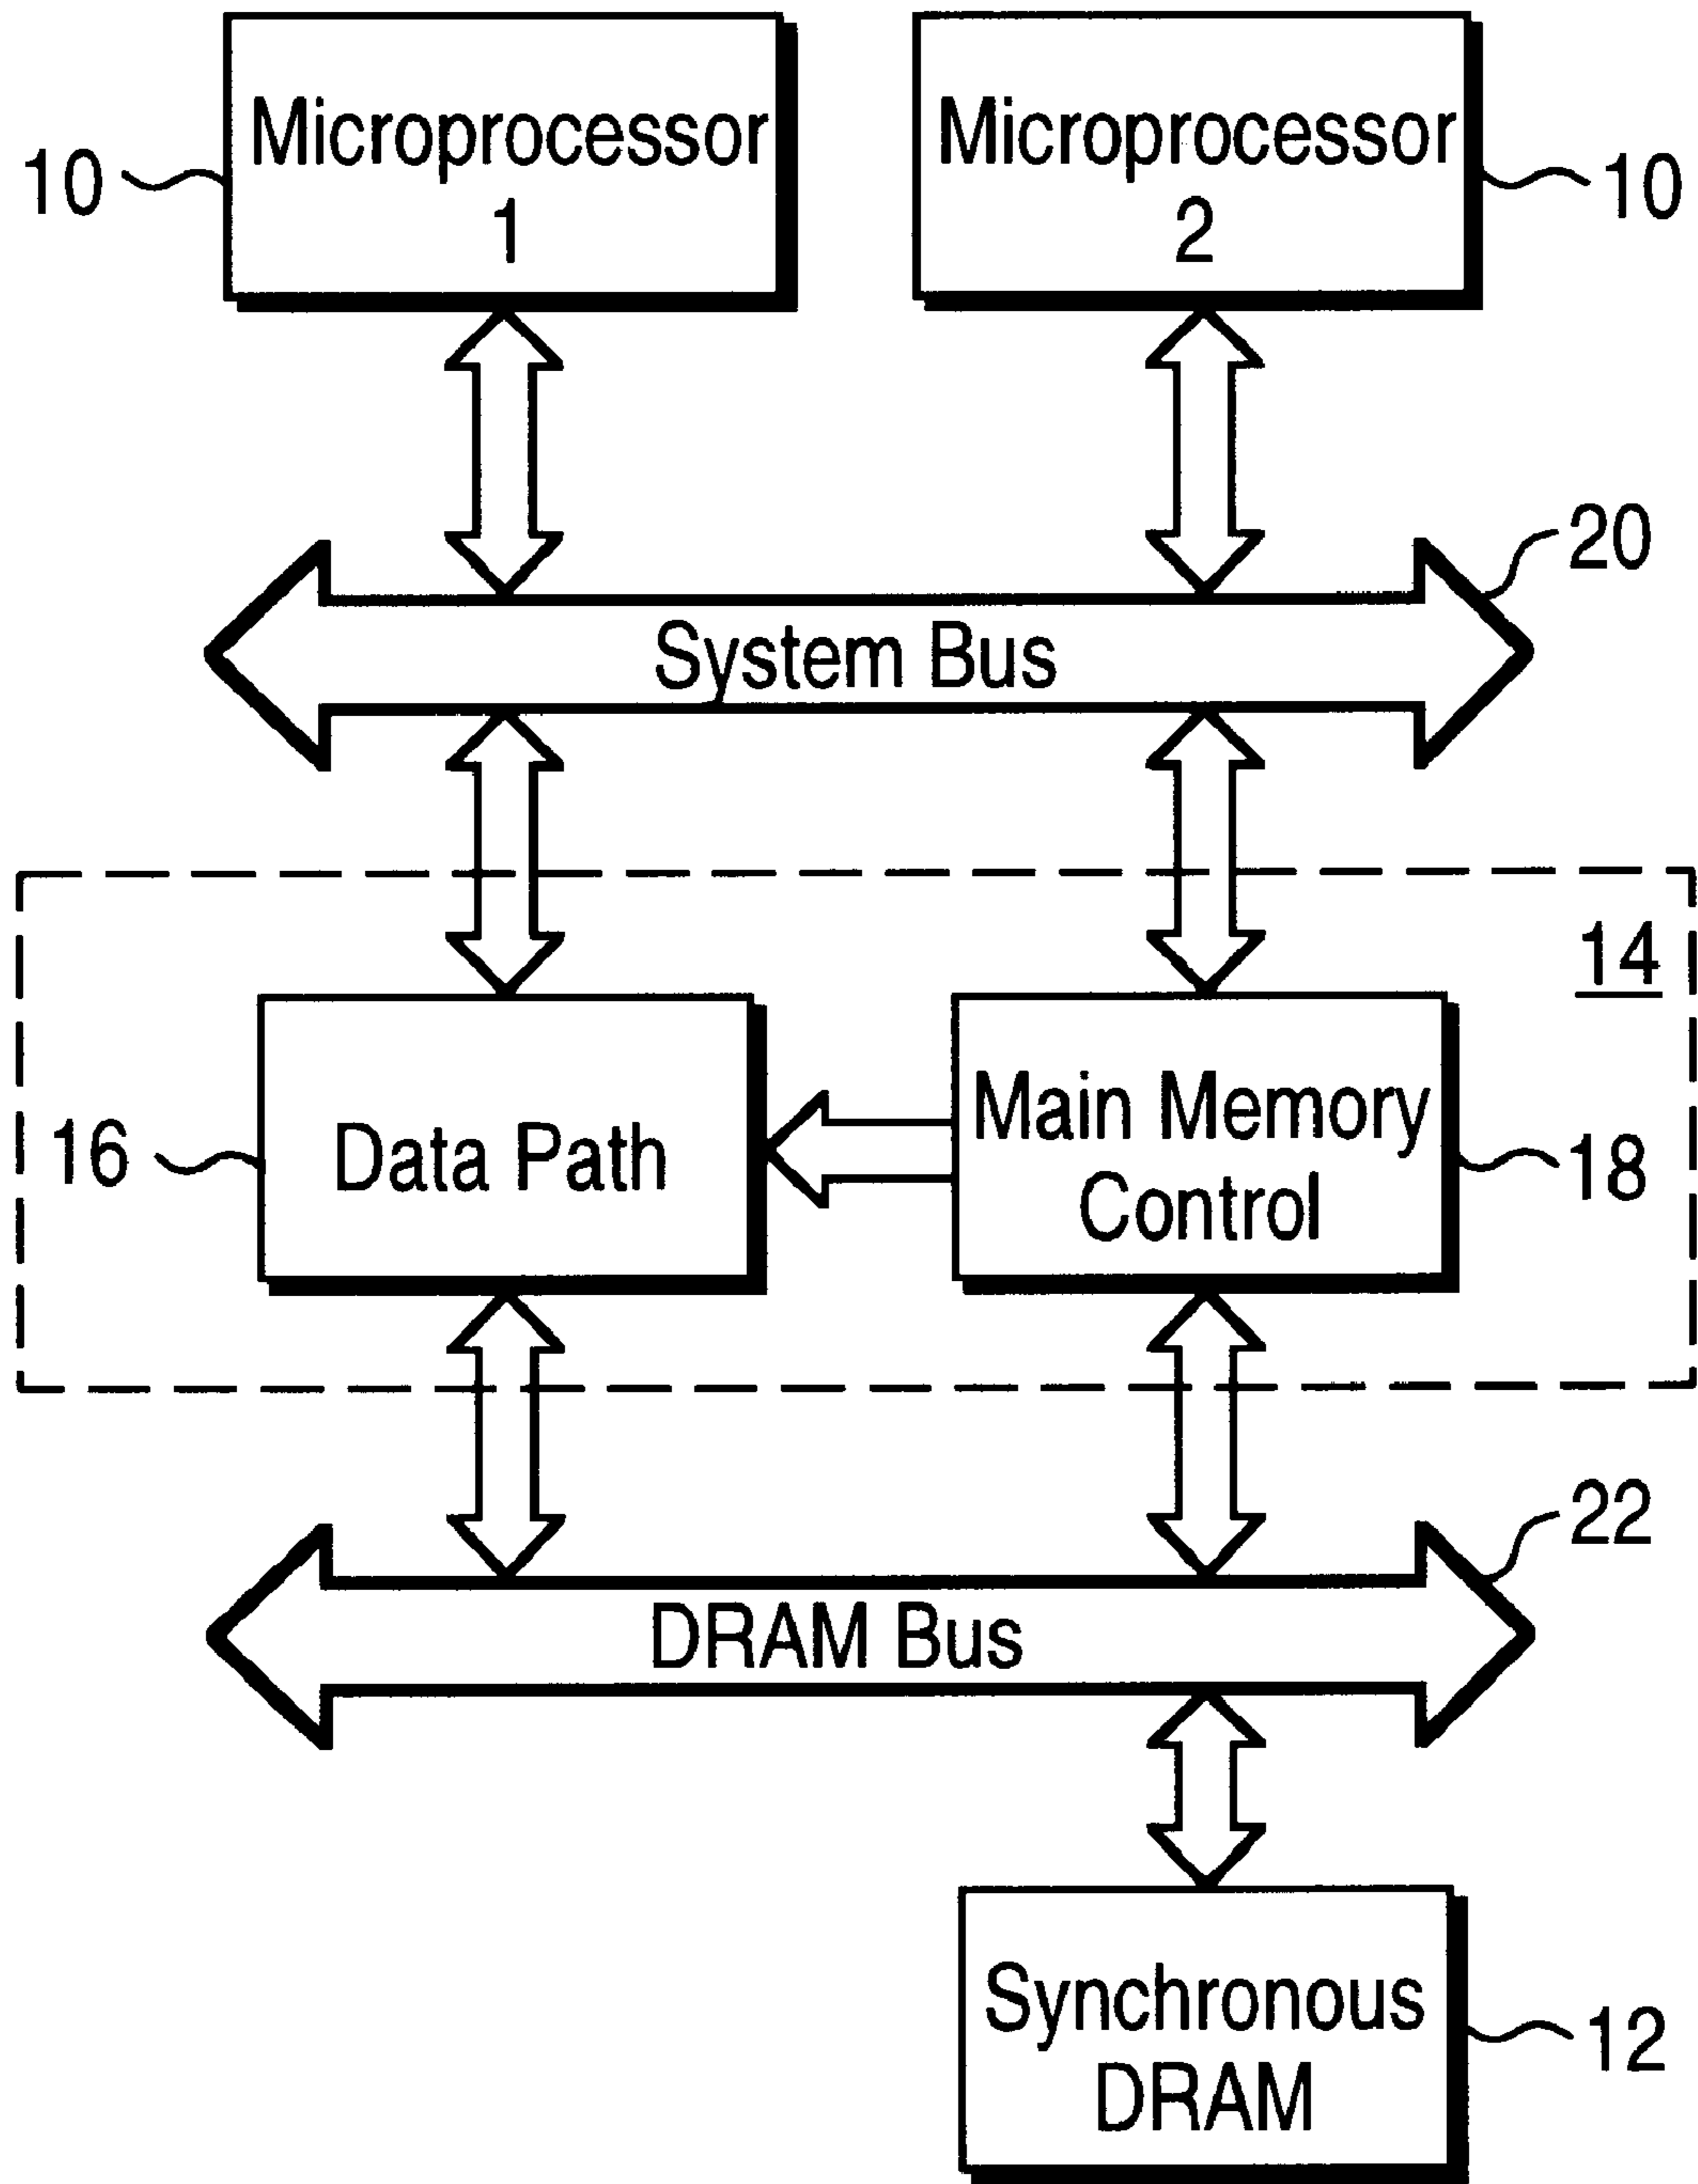 Microprocessor
1
10
Microprocessor
2
10
20
System Bus
14
16
Data Path
Main Memory
Control
18
22
DRAM Bus
Synchronous
DRAM
12